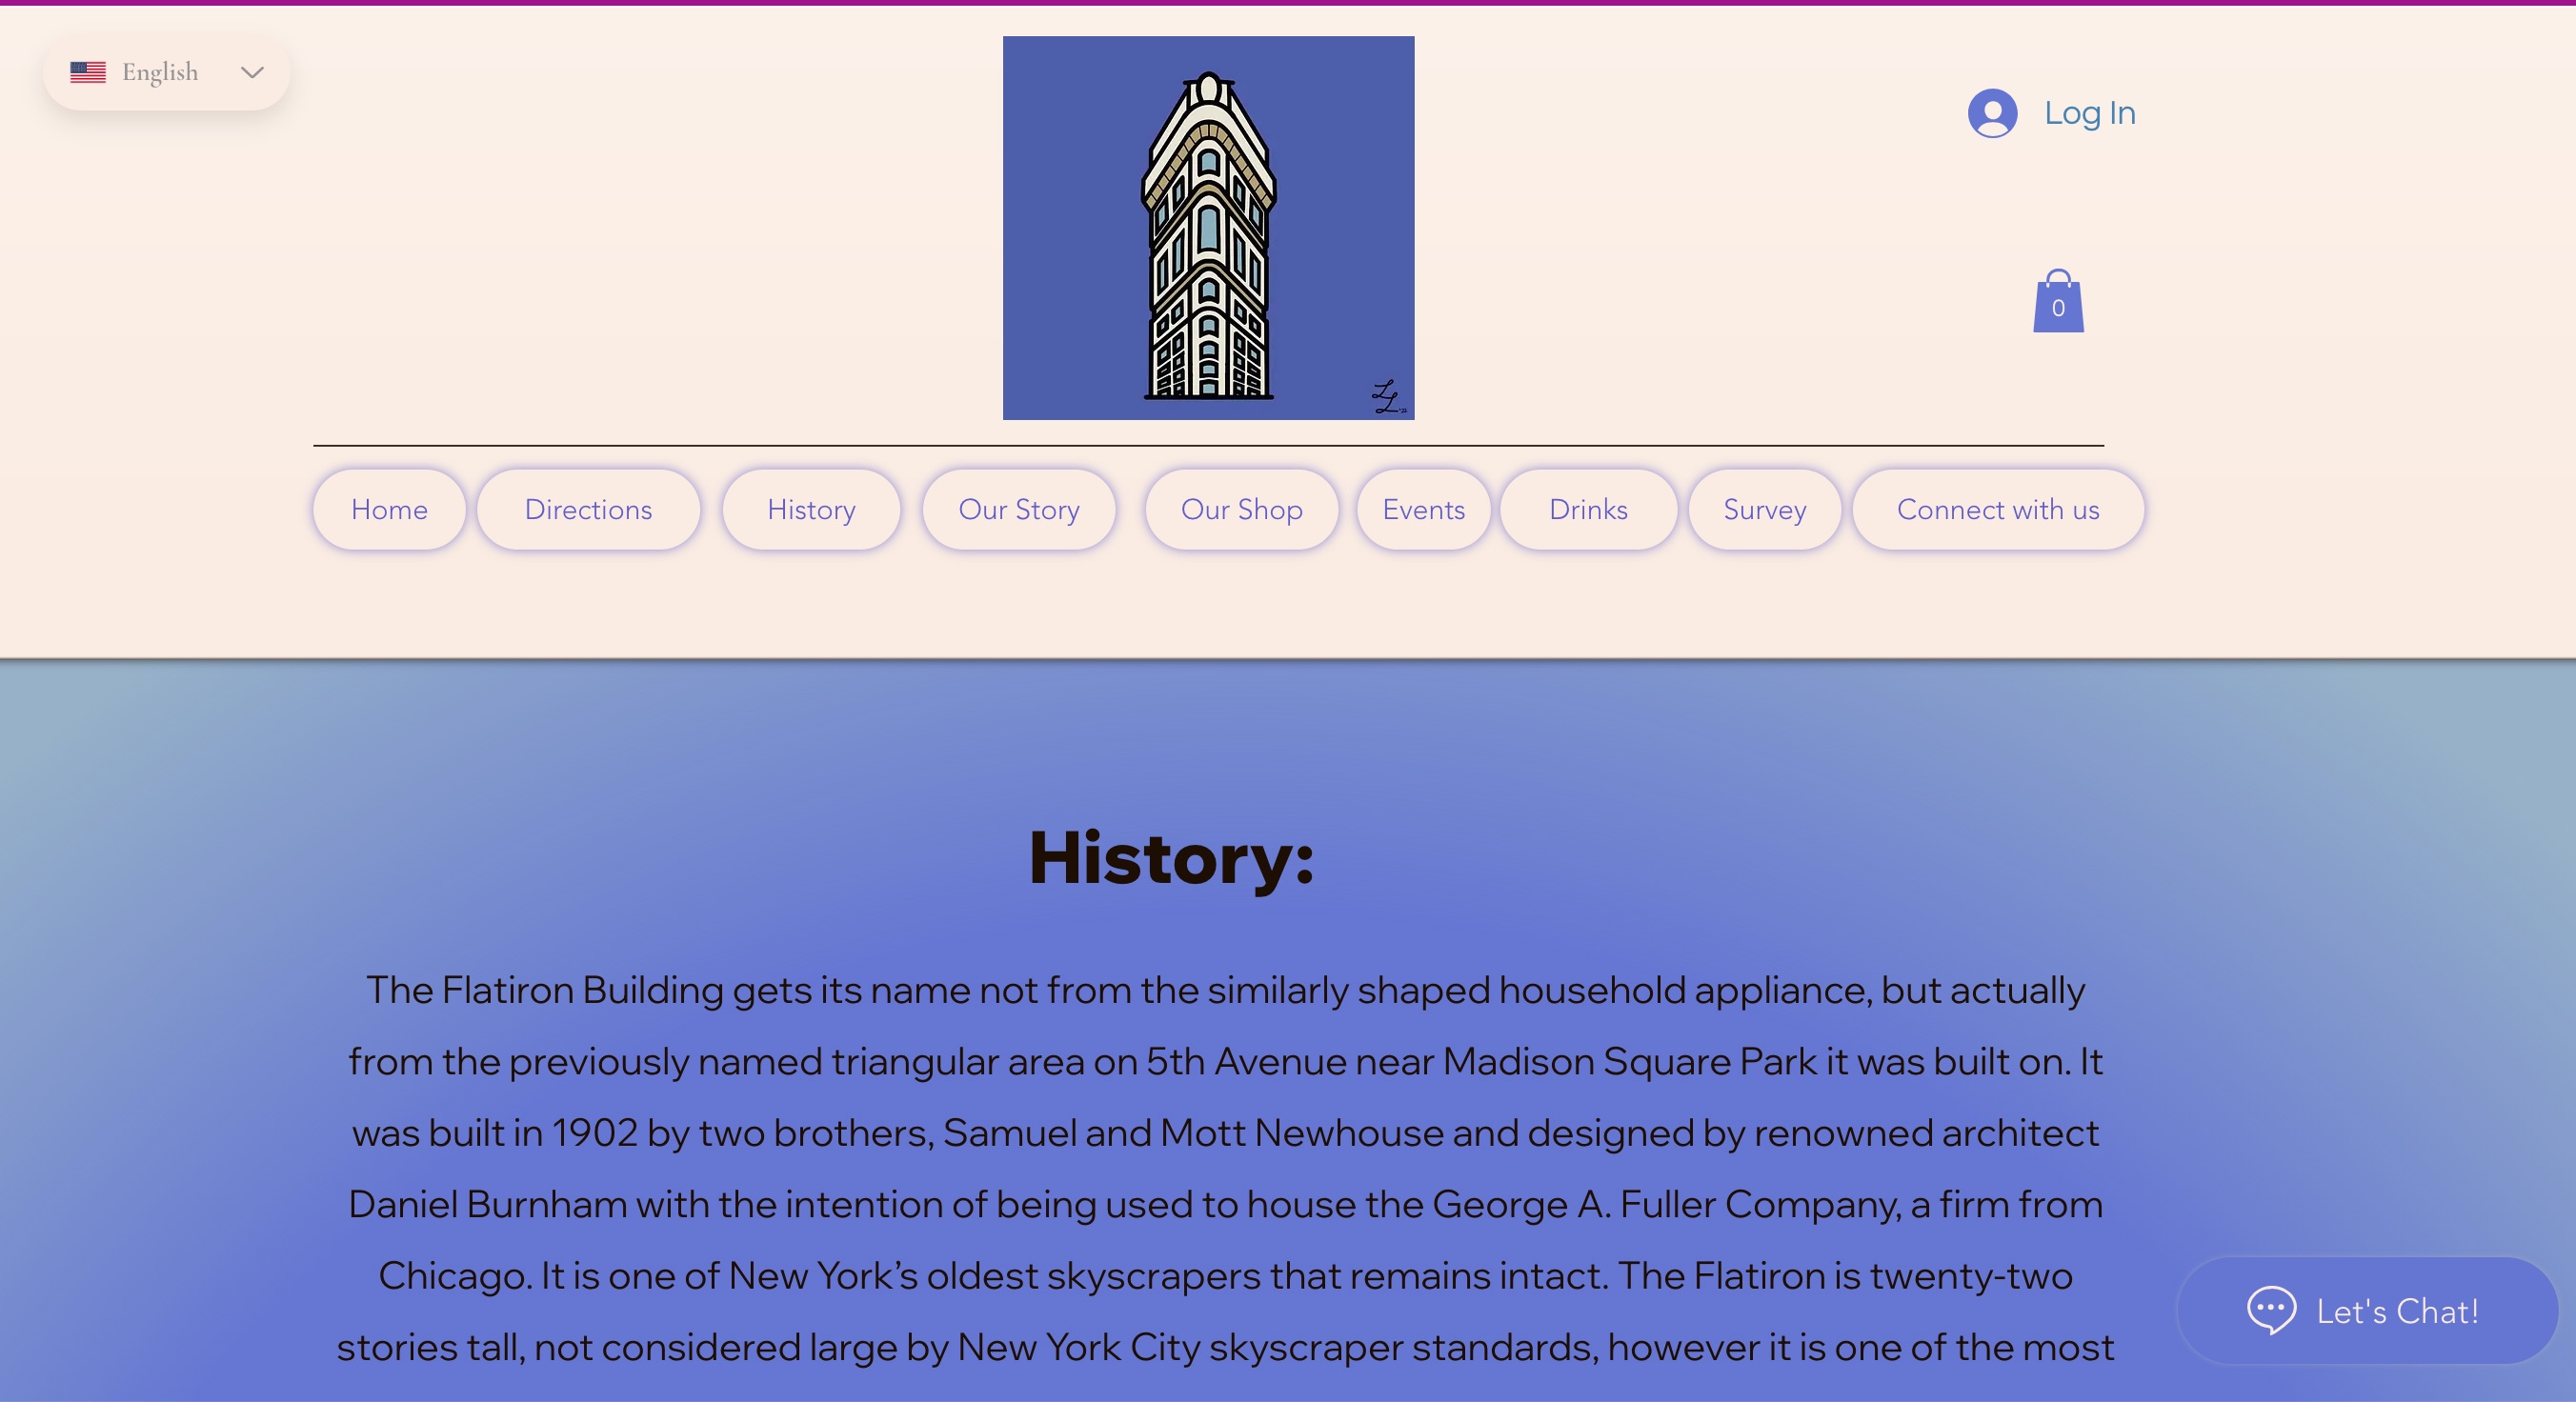 English
Log In
0
Home
Directions
History
Our Story
Our Shop
Events
Drinks
Survey
Connect with us
History:
The Flatiron Building gets its name not from the similarly shaped household appliance, but actually
from the previously named triangular area on 5th Avenue near Madison Square Park it was built on. It
was built in 1902 by two brothers, Samuel and Mott Newhouse and designed by renowned architect
Daniel Burnham with the intention of being used to house the George A. Fuller Company, a firm from
Chicago. It is one of New York’s oldest skyscrapers that remains intact. The Flatiron is twenty-two
stories tall, not considered large by New York City skyscraper standards, however it is one of the most
Let's Chat!